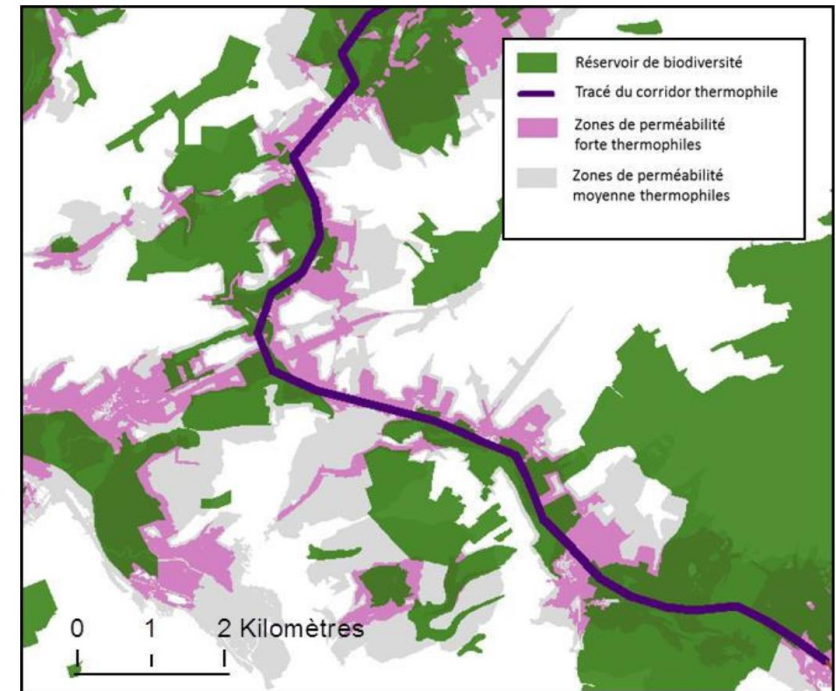 Réservoir de biodiversité
Tracé du corridor thermophile
Zones de perméabilité
forte thermophiles
Zones de perméabilité
moyenne thermophiles
0 1 2 Kilomètres